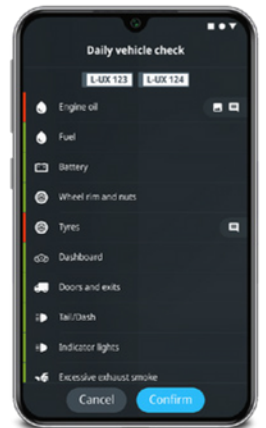 Daily vehicle check
L-UX 123 L-UX 124
Engine oil
Fuel
Battery
Wheel rim and nuts
Tyres
Dashboard
Doors and exits
Tail/Dash
Indicator lights
Excessive exhaust smoke
Cancel Confirm